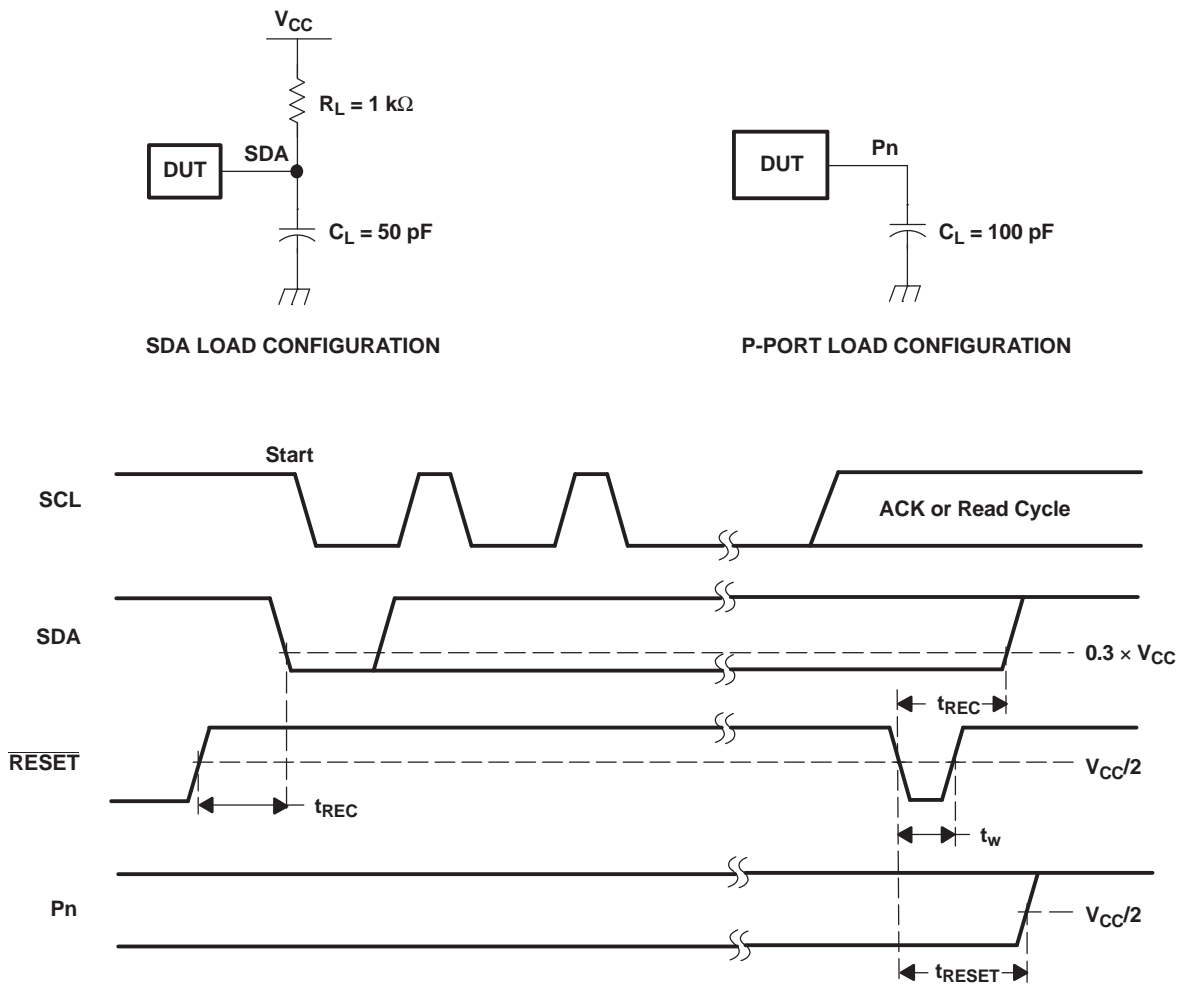 VCC
RL = 1 kΩ
DUT
SDA
CL = 50 pF
SDA LOAD CONFIGURATION
DUT
Pn
CL = 100 pF
P-PORT LOAD CONFIGURATION
Start
SCL
ACK or Read Cycle
SDA
0.3 × VCC
tREC
RESET
VCC/2
tREC
tw
Pn
VCC/2
tRESET